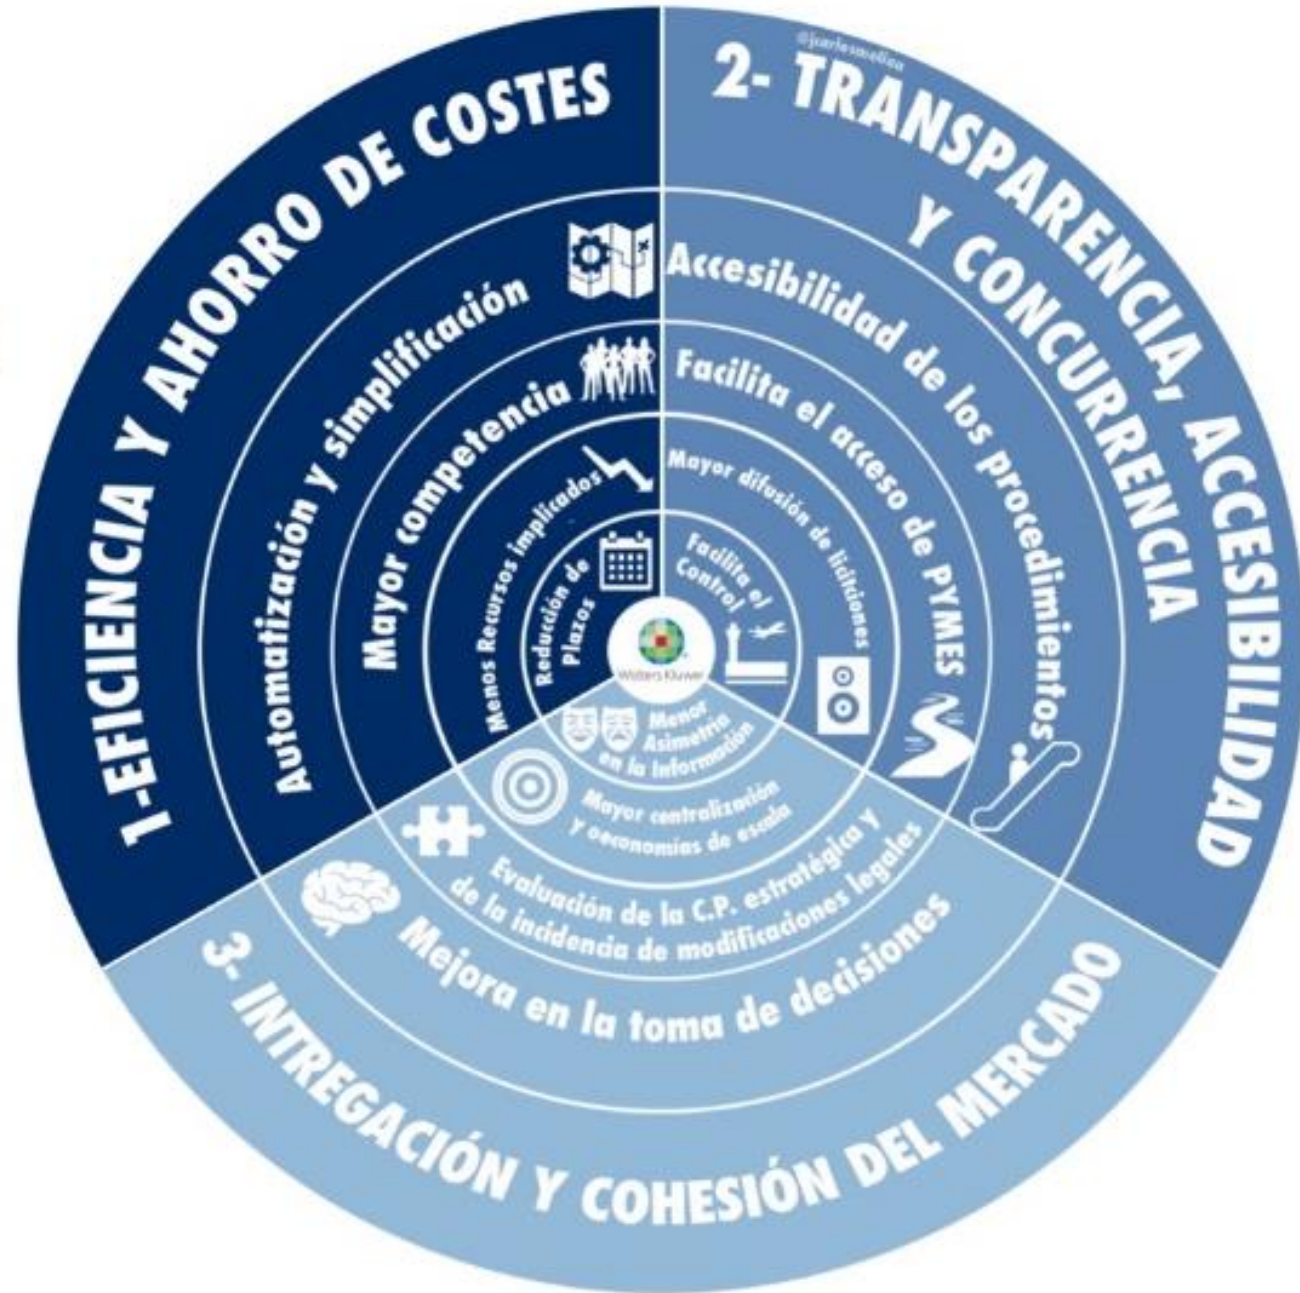 1-EFICIENCIA Y AHORRO DE COSTES
Automatización y simplificación
Mayor competencia
Menos Recursos implicados
Reducción de
Plazos
@jcarlosmolina
2- TRANSPARENCIA, ACCESIBILIDAD
Y CONCURRENCIA
Accesibilidad de los procedimientos
Facilita el acceso de PYMES
Mayor difusión de licitciones
Facilita el
Control
Wolters Kluwer
Menor
Asimetría
en la Información
Mayor centralización
y oeconomías de escala
Evaluación de la C.P. estratégica y
de la incidencia de modificaciones legales
Mejora en la toma de decisiones
3- INTREGACIÓN Y COHESIÓN DEL MERCADO